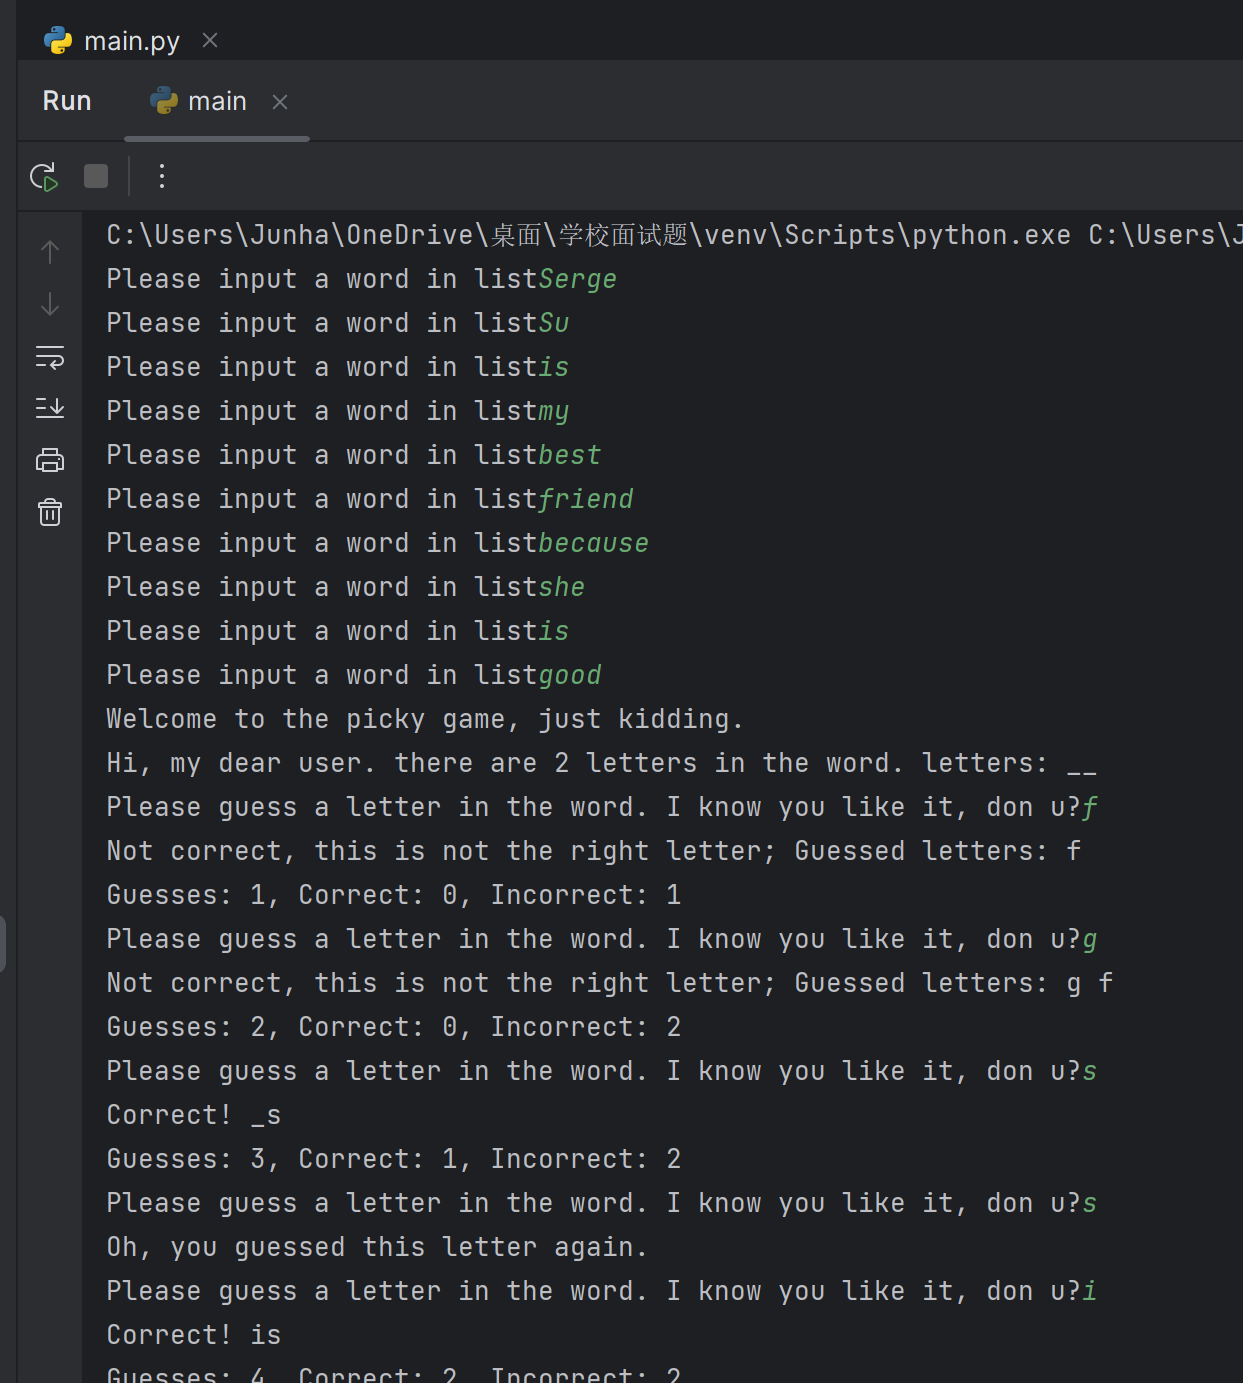 main.py
Run main
C:\Users\Junha\OneDrive\桌面\学校面试题\venv\Scripts\python.exe C:\Users\J
Please input a word in listSerge
Please input a word in listSu
Please input a word in listis
Please input a word in listmy
Please input a word in listbest
Please input a word in listfriend
Please input a word in listbecause
Please input a word in listshe
Please input a word in listis
Please input a word in listgood
Welcome to the picky game, just kidding.
Hi, my dear user. there are 2 letters in the word. letters: __
Please guess a letter in the word. I know you like it, don u?f
Not correct, this is not the right letter; Guessed letters: f
Guesses: 1, Correct: 0, Incorrect: 1
Please guess a letter in the word. I know you like it, don u?g
Not correct, this is not the right letter; Guessed letters: g f
Guesses: 2, Correct: 0, Incorrect: 2
Please guess a letter in the word. I know you like it, don u?s
Correct! _s
Guesses: 3, Correct: 1, Incorrect: 2
Please guess a letter in the word. I know you like it, don u?s
Oh, you guessed this letter again.
Please guess a letter in the word. I know you like it, don u?i
Correct! is
Guesses: 4, Correct: 2, Incorrect: 2